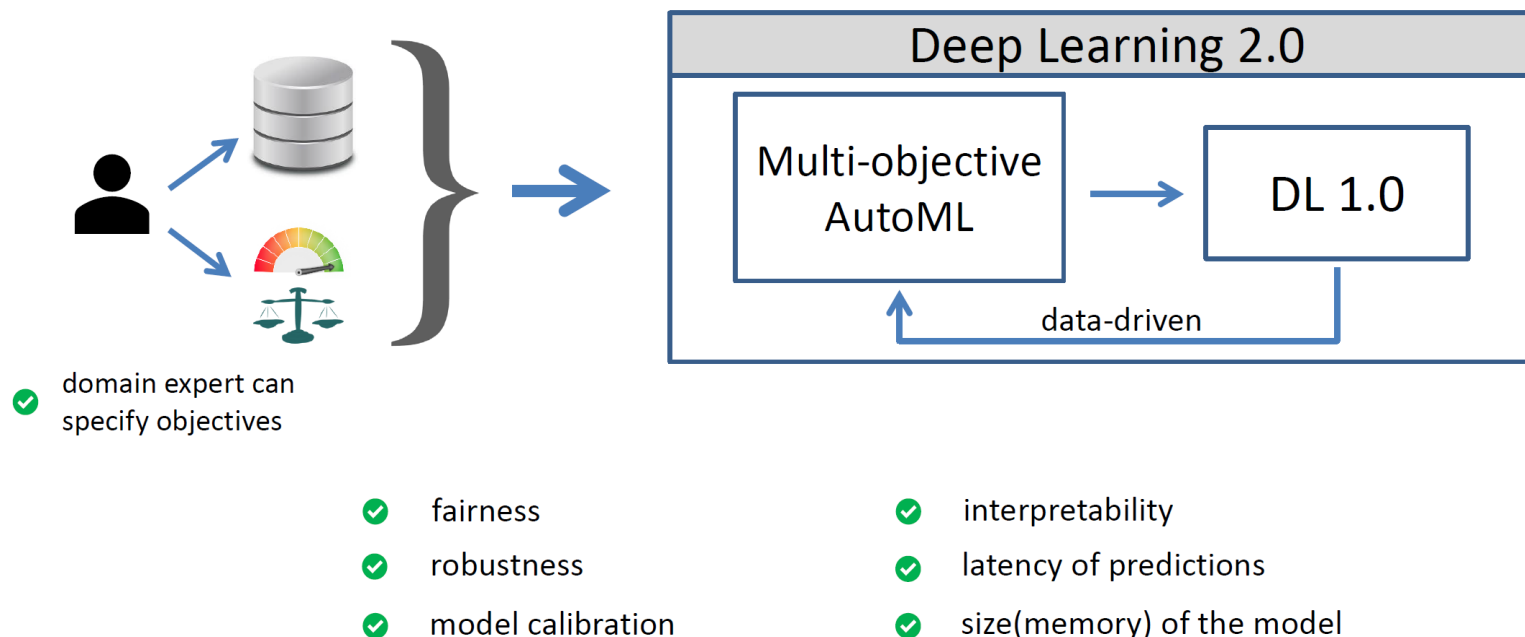 Deep Learning 2.0
Multi-objective
AutoML
DL 1.0
data-driven
domain expert can
specify objectives
fairness
robustness
model calibration
interpretability
latency of predictions
size(memory) of the model